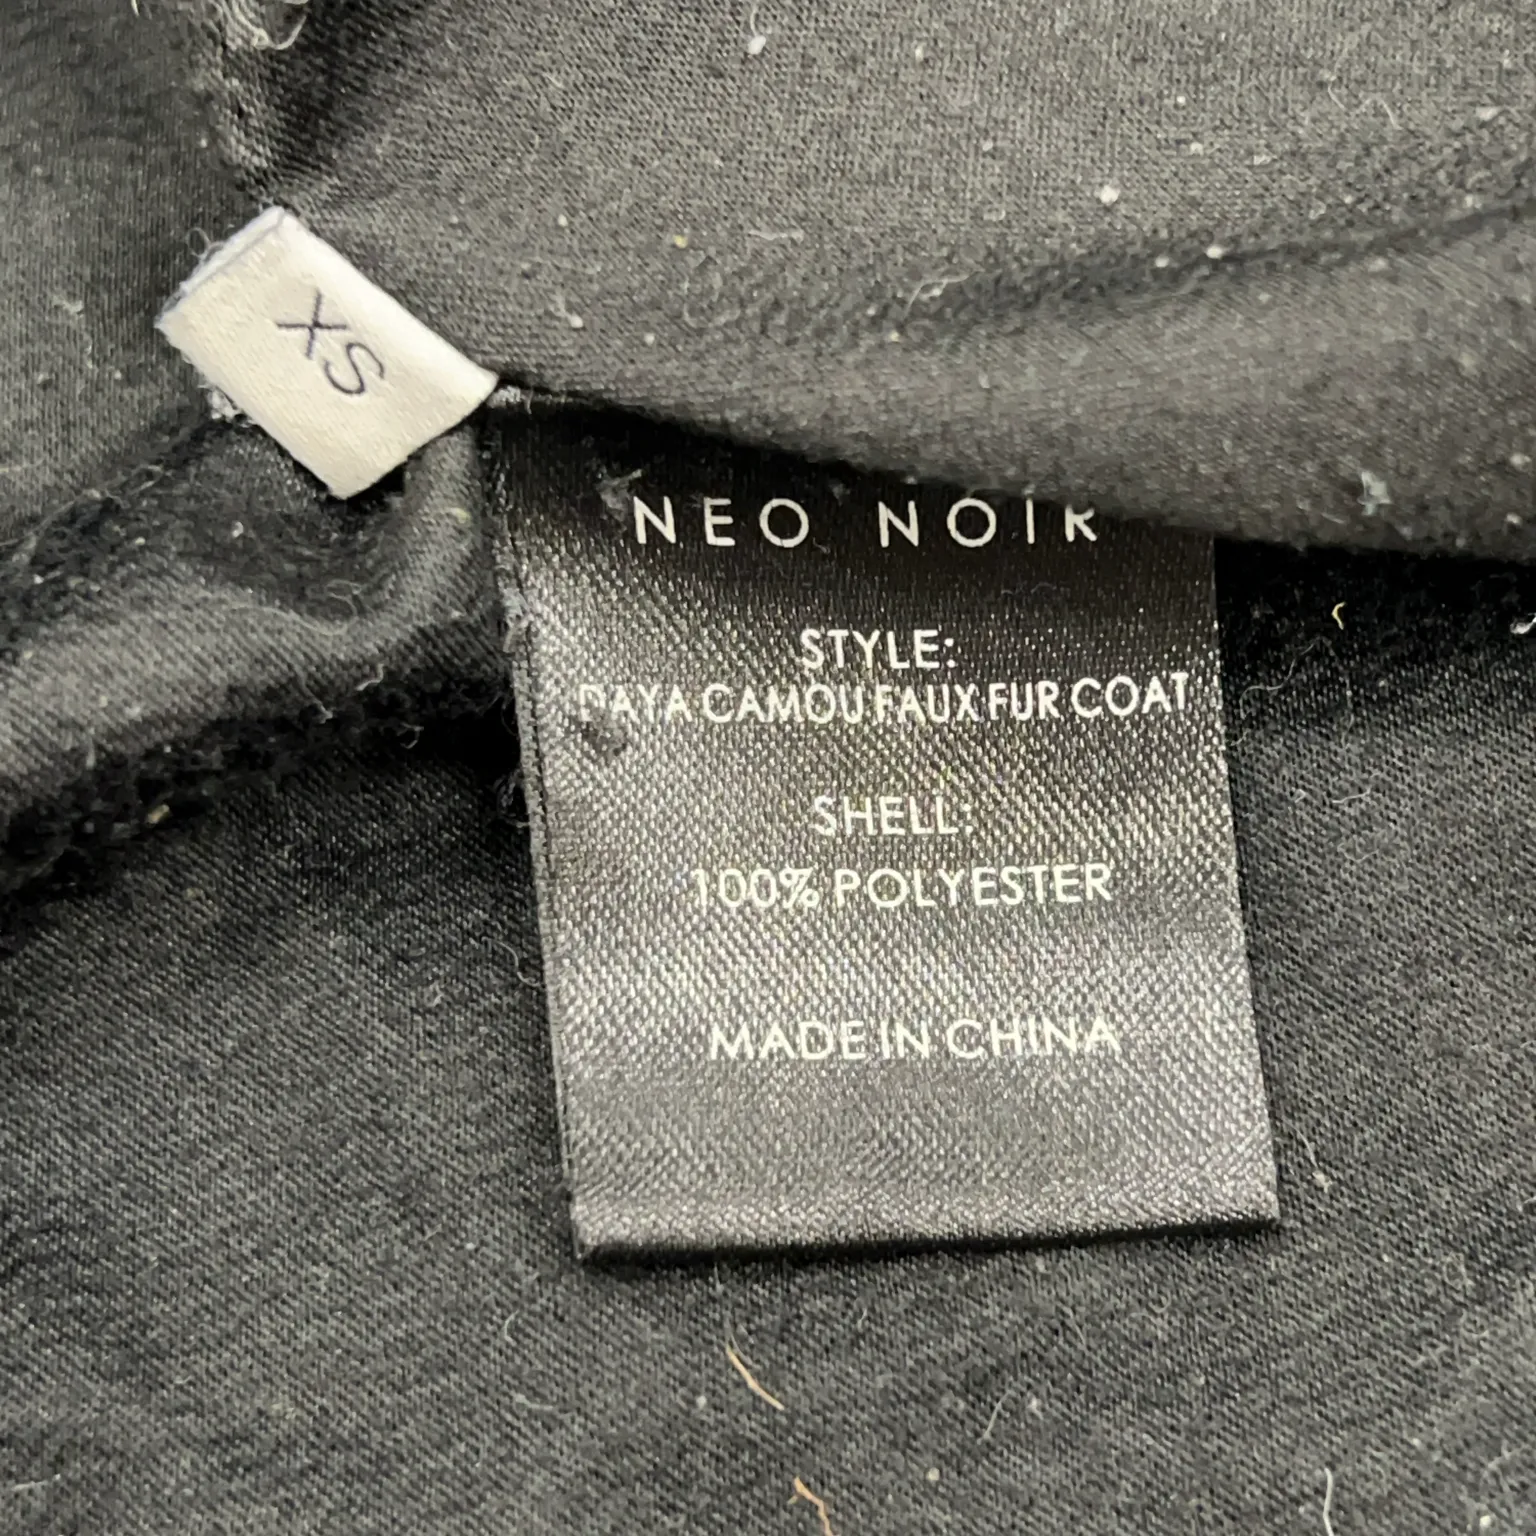 XS
NEO NOIR
STYLE:
CAMOU FAUX FUR COAT
SHELL:
100% POLYESTER
MADE IN CHINA